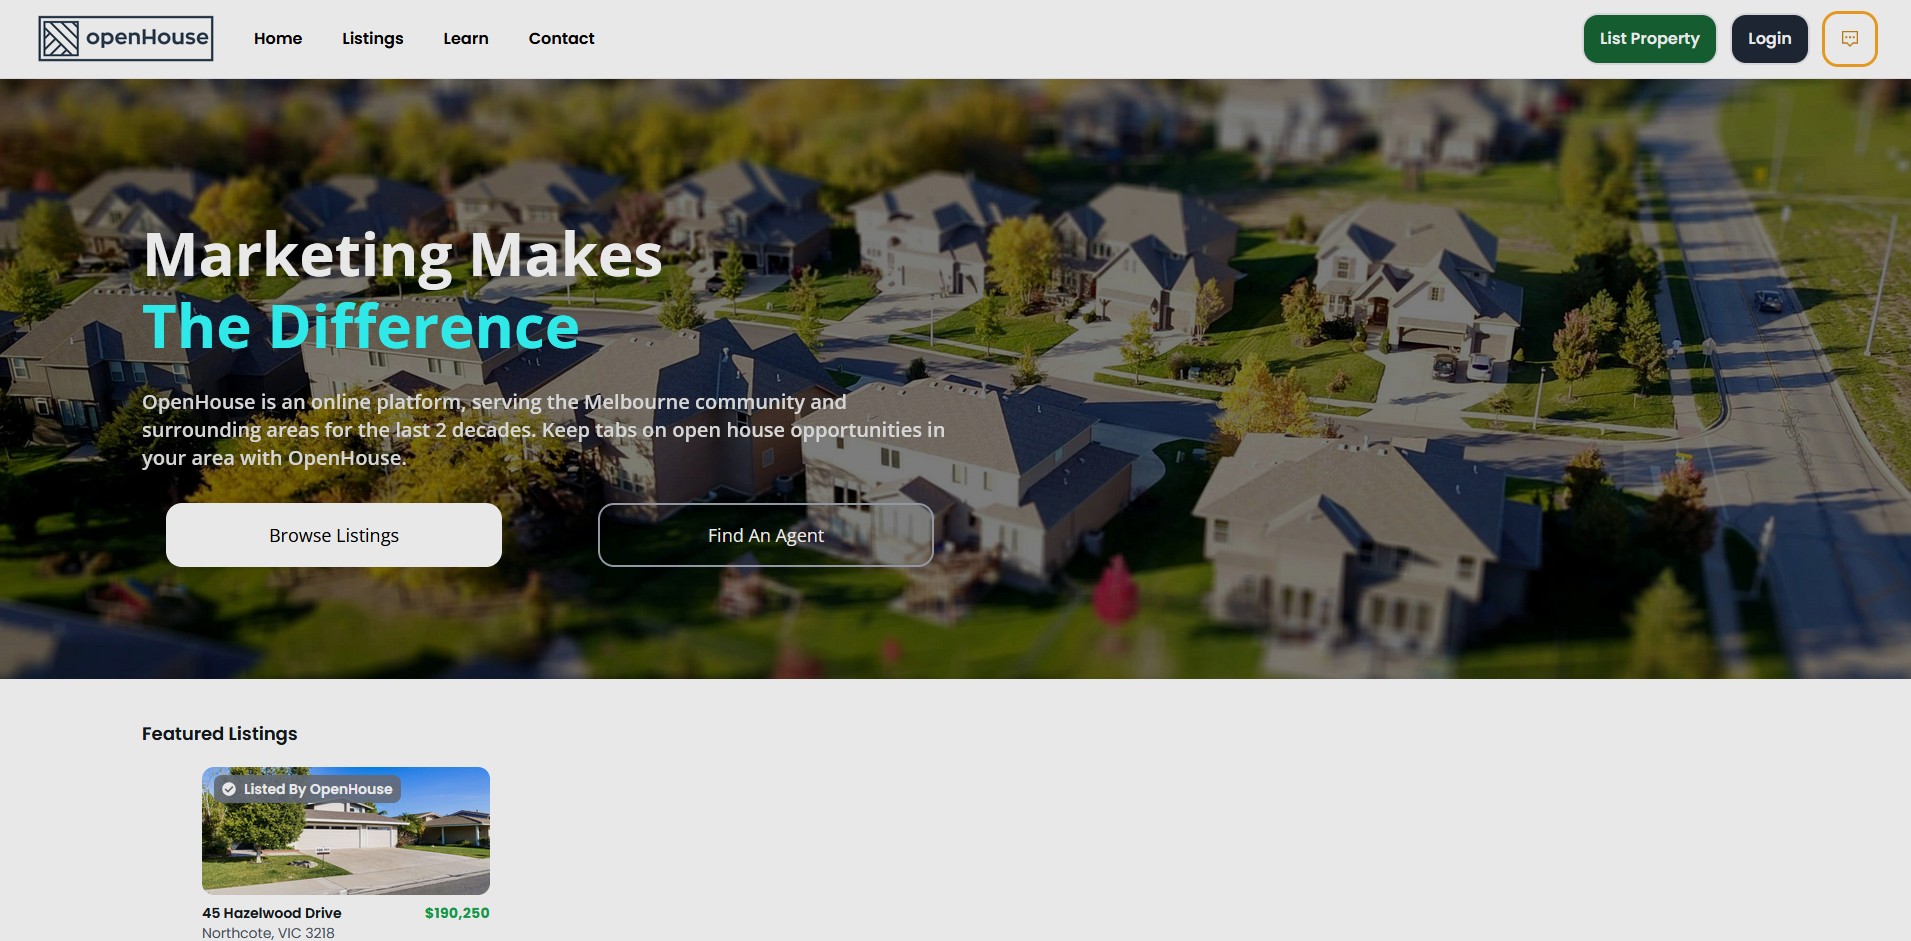 openHouse
Home
Listings
Learn
Contact
List Property
Login
Marketing Makes
The Difference
OpenHouse is an online platform, serving the Melbourne community and
surrounding areas for the last 2 decades. Keep tabs on open house opportunities in
your area with OpenHouse.
Browse Listings
Find An Agent
Featured Listings
Listed By OpenHouse
45 Hazelwood Drive
$190,250
Northcote, VIC 3218